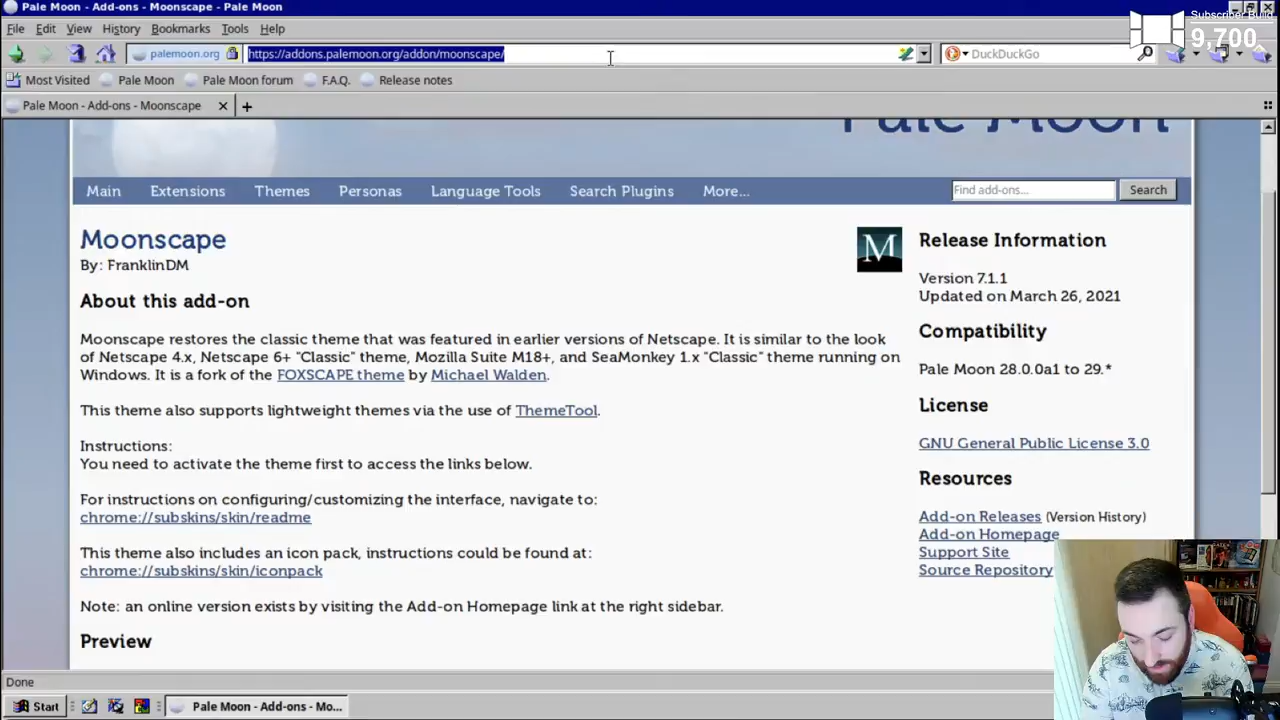 Pale Moon - Add-ons - Moonscape - Pale Moon
Subscriber Build
9,700
File Edit View History Bookmarks Tools Help
palemoon.org https://addons.palemoon.org/addon/moonscape/ DuckDuckGo
Most Visited Pale Moon Pale Moon forum F.A.Q. Release notes
Pale Moon - Add-ons - Moonscape
Pale Moon
Main Extensions Themes Personas Language Tools Search Plugins More... Find add-ons... Search
Moonscape
By: FranklinDM
About this add-on
Moonscape restores the classic theme that was featured in earlier versions of Netscape. It is similar to the look
of Netscape 4.x, Netscape 6+ "Classic" theme, Mozilla Suite M18+, and SeaMonkey 1.x "Classic" theme running on
Windows. It is a fork of the FOXSCAPE theme by Michael Walden.
This theme also supports lightweight themes via the use of ThemeTool.
Instructions:
You need to activate the theme first to access the links below.
For instructions on configuring/customizing the interface, navigate to:
chrome://subskins/skin/readme
This theme also includes an icon pack, instructions could be found at:
chrome://subskins/skin/iconpack
Note: an online version exists by visiting the Add-on Homepage link at the right sidebar.
Preview
M
Release Information
Version 7.1.1
Updated on March 26, 2021
Compatibility
Pale Moon 28.0.0a1 to 29.*
License
GNU General Public License 3.0
Resources
Add-on Releases (Version History)
Add-on Homepage
Support Site
Source Repository
Done
Start Pale Moon - Add-ons - Mo...